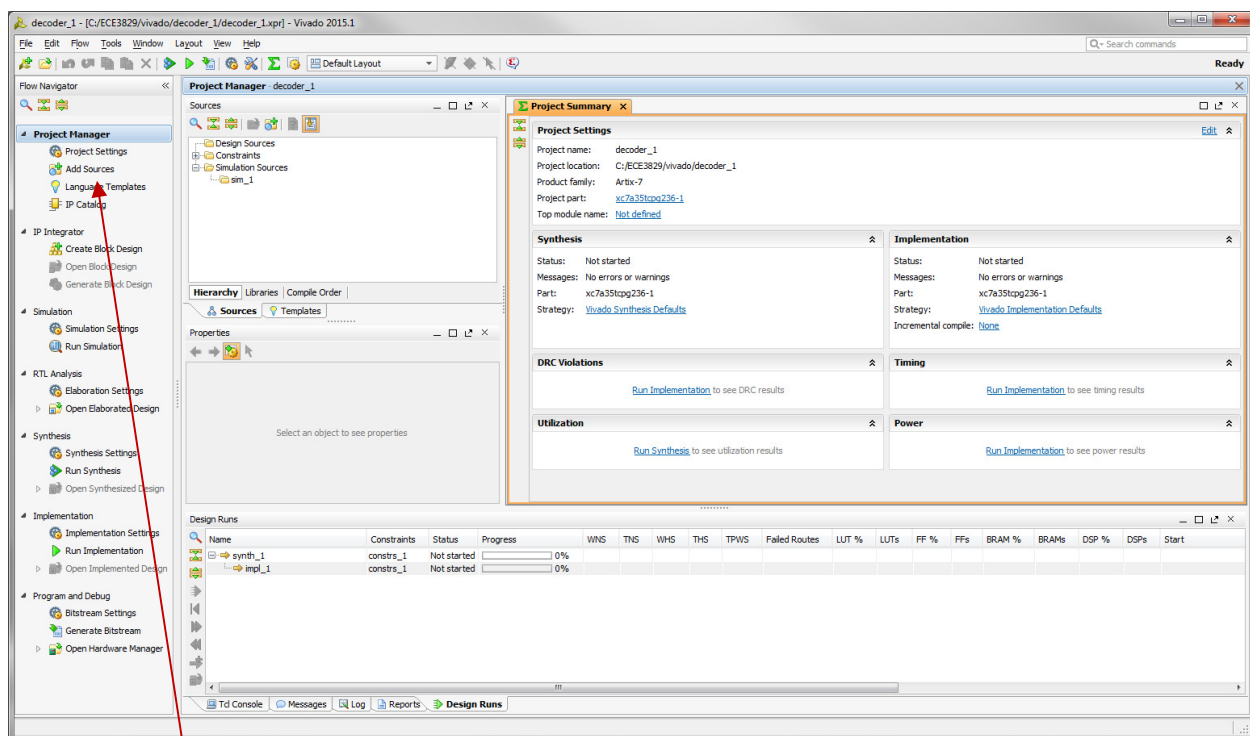 decoder_1 - [C:/ECE3829/vivado/decoder_1/decoder_1.xpr] - Vivado 2015.1
File Edit Flow Tools Window Layout View Help
Search commands
Default Layout
Ready
Flow Navigator
Project Manager
Project Settings
Add Sources
Language Templates
IP Catalog
IP Integrator
Create Block Design
Open Block Design
Generate Block Design
Simulation
Simulation Settings
Run Simulation
RTL Analysis
Elaboration Settings
Open Elaborated Design
Synthesis
Synthesis Settings
Run Synthesis
Open Synthesized Design
Implementation
Implementation Settings
Run Implementation
Open Implemented Design
Program and Debug
Bitstream Settings
Generate Bitstream
Open Hardware Manager
Project Manager - decoder_1
Sources
Design Sources
Constraints
Simulation Sources
sim_1
Hierarchy Libraries Compile Order
Sources Templates
Properties
Select an object to see properties
Project Summary
Project Settings Edit
Project name: decoder_1
Project location: C:/ECE3829/vivado/decoder_1
Product family: Artix-7
Project part: xc7a35tcpg236-1
Top module name: Not defined
Synthesis
Status: Not started
Messages: No errors or warnings
Part: xc7a35tcpg236-1
Strategy: Vivado Synthesis Defaults
Implementation
Status: Not started
Messages: No errors or warnings
Part: xc7a35tcpg236-1
Strategy: Vivado Implementation Defaults
Incremental compile: None
DRC Violations
Run Implementation to see DRC results
Timing
Run Implementation to see timing results
Utilization
Run Synthesis to see utilization results
Power
Run Implementation to see power results
Design Runs
Name Constraints Status Progress WNS TNS WHS THS TPWS Failed Routes LUT % LUTs FF % FFs BRAM % BRAMs DSP % DSPs Start
synth_1 constrs_1 Not started 0%
impl_1 constrs_1 Not started 0%
Tcl Console Messages Log Reports Design Runs